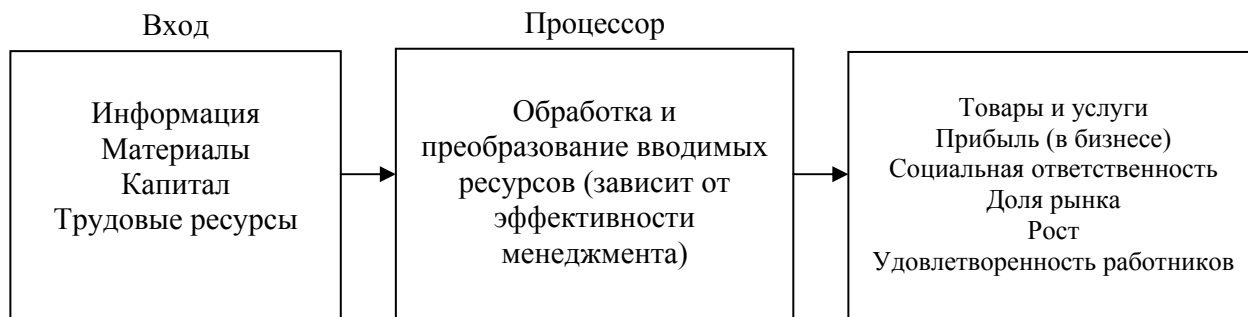 Вход
Информация
Материалы
Капитал
Трудовые ресурсы
Процессор
Обработка и
преобразование вводимых
ресурсов (зависит от
эффективности
менеджмента)
Товары и услуги
Прибыль (в бизнесе)
Социальная ответственность
Доля рынка
Рост
Удовлетворенность работников